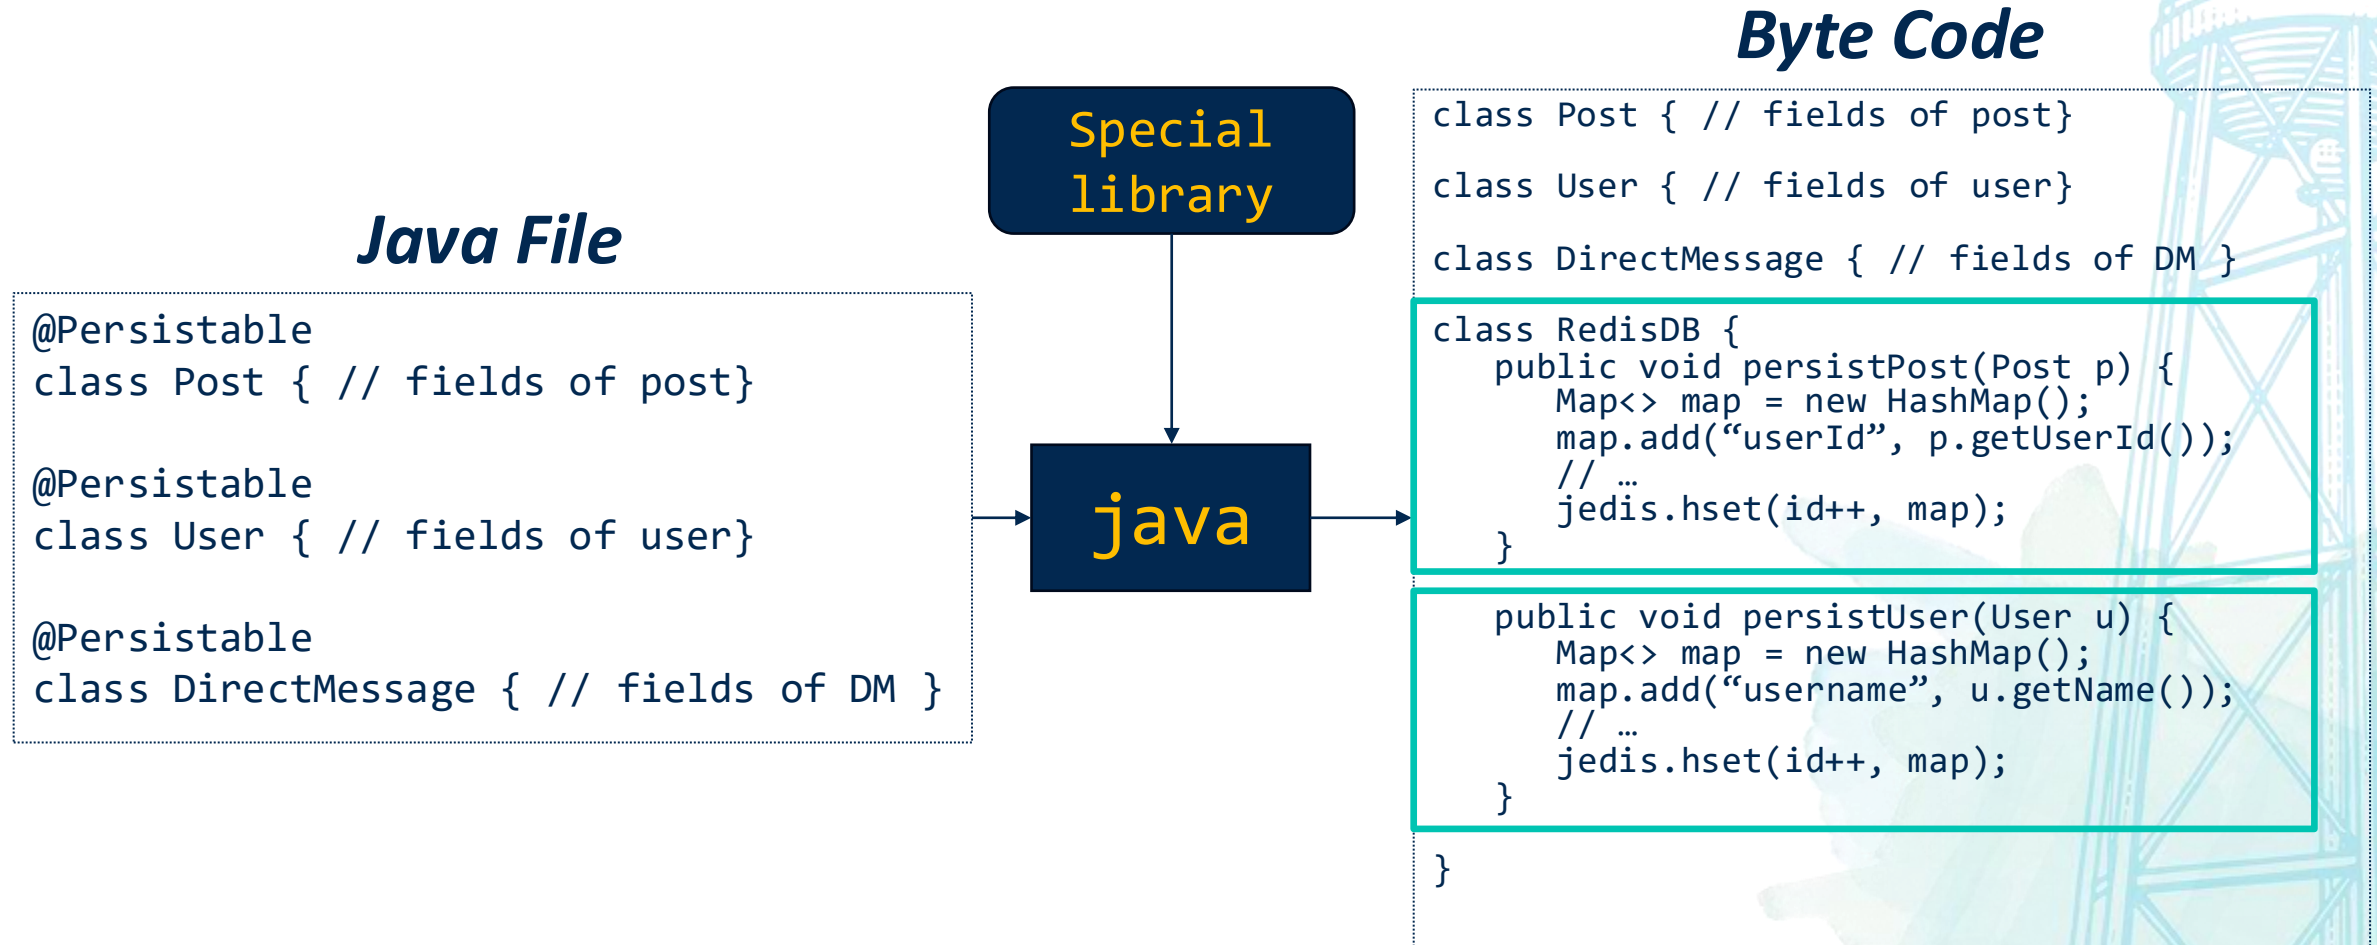 Java File
@Persistable
class Post { // fields of post}
@Persistable
class User { // fields of user}
@Persistable
class DirectMessage { // fields of DM }
Special
library
java
Byte Code
class Post { // fields of post}
class User { // fields of user}
class DirectMessage { // fields of DM }
class RedisDB {
public void persistPost(Post p) {
Map<> map = new HashMap();
map.add(“userId”, p.getUserId());
// …
jedis.hset(id++, map);
}
public void persistUser(User u) {
Map<> map = new HashMap();
map.add(“username”, u.getName());
// …
jedis.hset(id++, map);
}
}